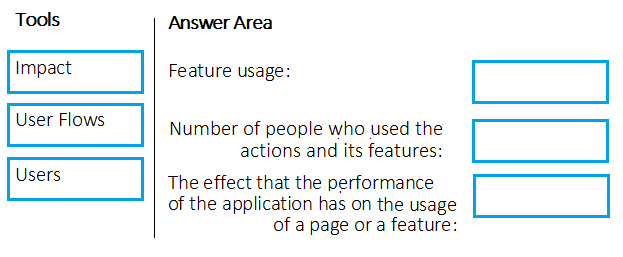 Tools
Answer Area
Impact
Feature usage:
User Flows
Number of people who used the
actions and its features:
Users
The effect that the performance
of the application has on the usage
of a page or a feature: